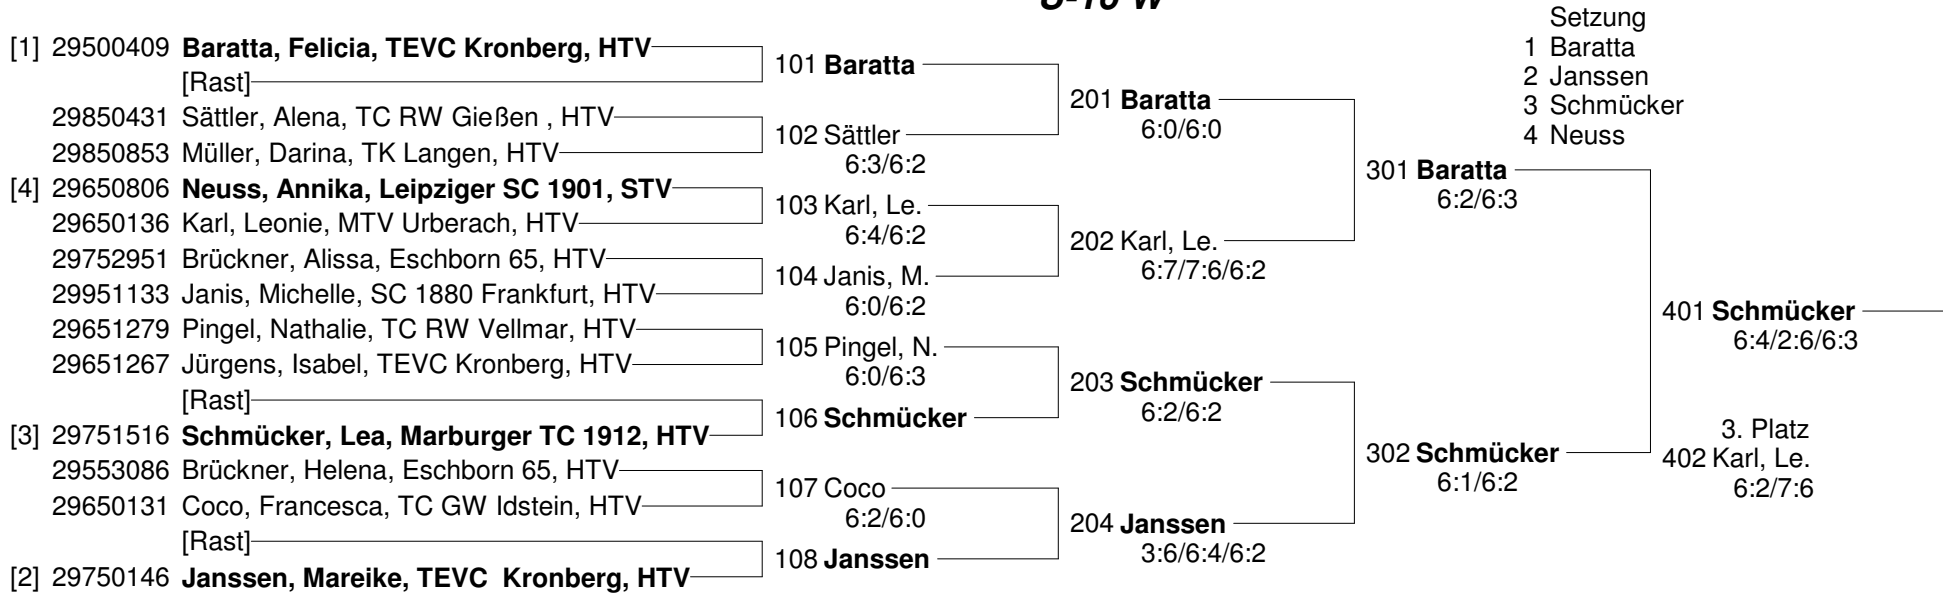 U-10 W
Setzung
1 Baratta
2 Janssen
3 Schmücker
4 Neuss
[1] 29500409 Baratta, Felicia, TEVC Kronberg, HTV
[Rast]
29850431 Sättler, Alena, TC RW Gießen , HTV
29850853 Müller, Darina, TK Langen, HTV
[4] 29650806 Neuss, Annika, Leipziger SC 1901, STV
29650136 Karl, Leonie, MTV Urberach, HTV
29752951 Brückner, Alissa, Eschborn 65, HTV
29951133 Janis, Michelle, SC 1880 Frankfurt, HTV
29651279 Pingel, Nathalie, TC RW Vellmar, HTV
29651267 Jürgens, Isabel, TEVC Kronberg, HTV
[Rast]
[3] 29751516 Schmücker, Lea, Marburger TC 1912, HTV
29553086 Brückner, Helena, Eschborn 65, HTV
29650131 Coco, Francesca, TC GW Idstein, HTV
[Rast]
[2] 29750146 Janssen, Mareike, TEVC Kronberg, HTV
101 Baratta
102 Sättler
6:3/6:2
103 Karl, Le.
6:4/6:2
104 Janis, M.
6:0/6:2
105 Pingel, N.
6:0/6:3
106 Schmücker
107 Coco
6:2/6:0
108 Janssen
201 Baratta
6:0/6:0
202 Karl, Le.
6:7/7:6/6:2
203 Schmücker
6:2/6:2
204 Janssen
3:6/6:4/6:2
301 Baratta
6:2/6:3
302 Schmücker
6:1/6:2
401 Schmücker
6:4/2:6/6:3
3. Platz
402 Karl, Le.
6:2/7:6